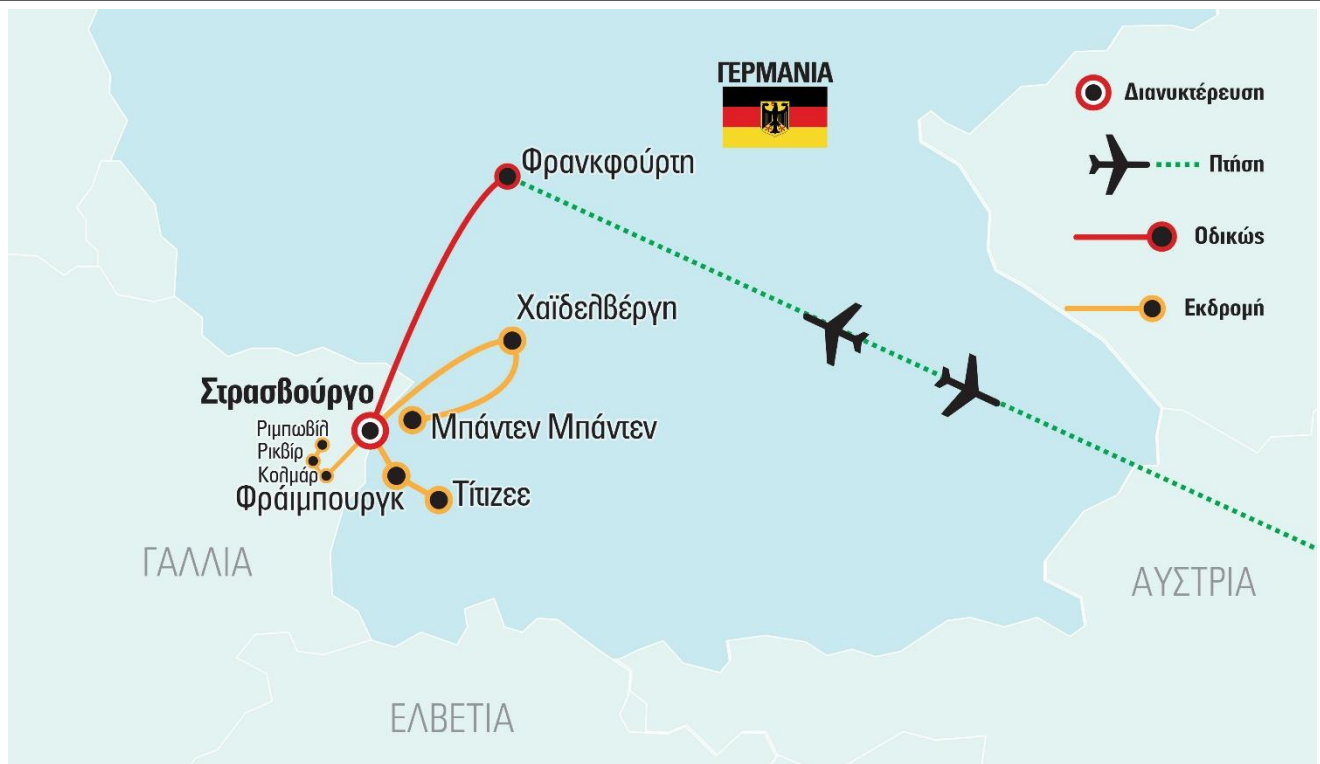 ΓΕΡΜΑΝΙΑ
Διανυκτέρευση
Φρανκφούρτη
Πτήση
Οδικώς
Χαϊδελβέργη
Εκδρομή
Στρασβούργο
Μπάντεν Μπάντεν
Ριμπωβίλ
Ρικβίρ
Κολμάρ
Φράιμπουργκ
Τίτιζεε
ΓΑΛΛΙΑ
ΑΥΣΤΡΙΑ
ΕΛΒΕΤΙΑ